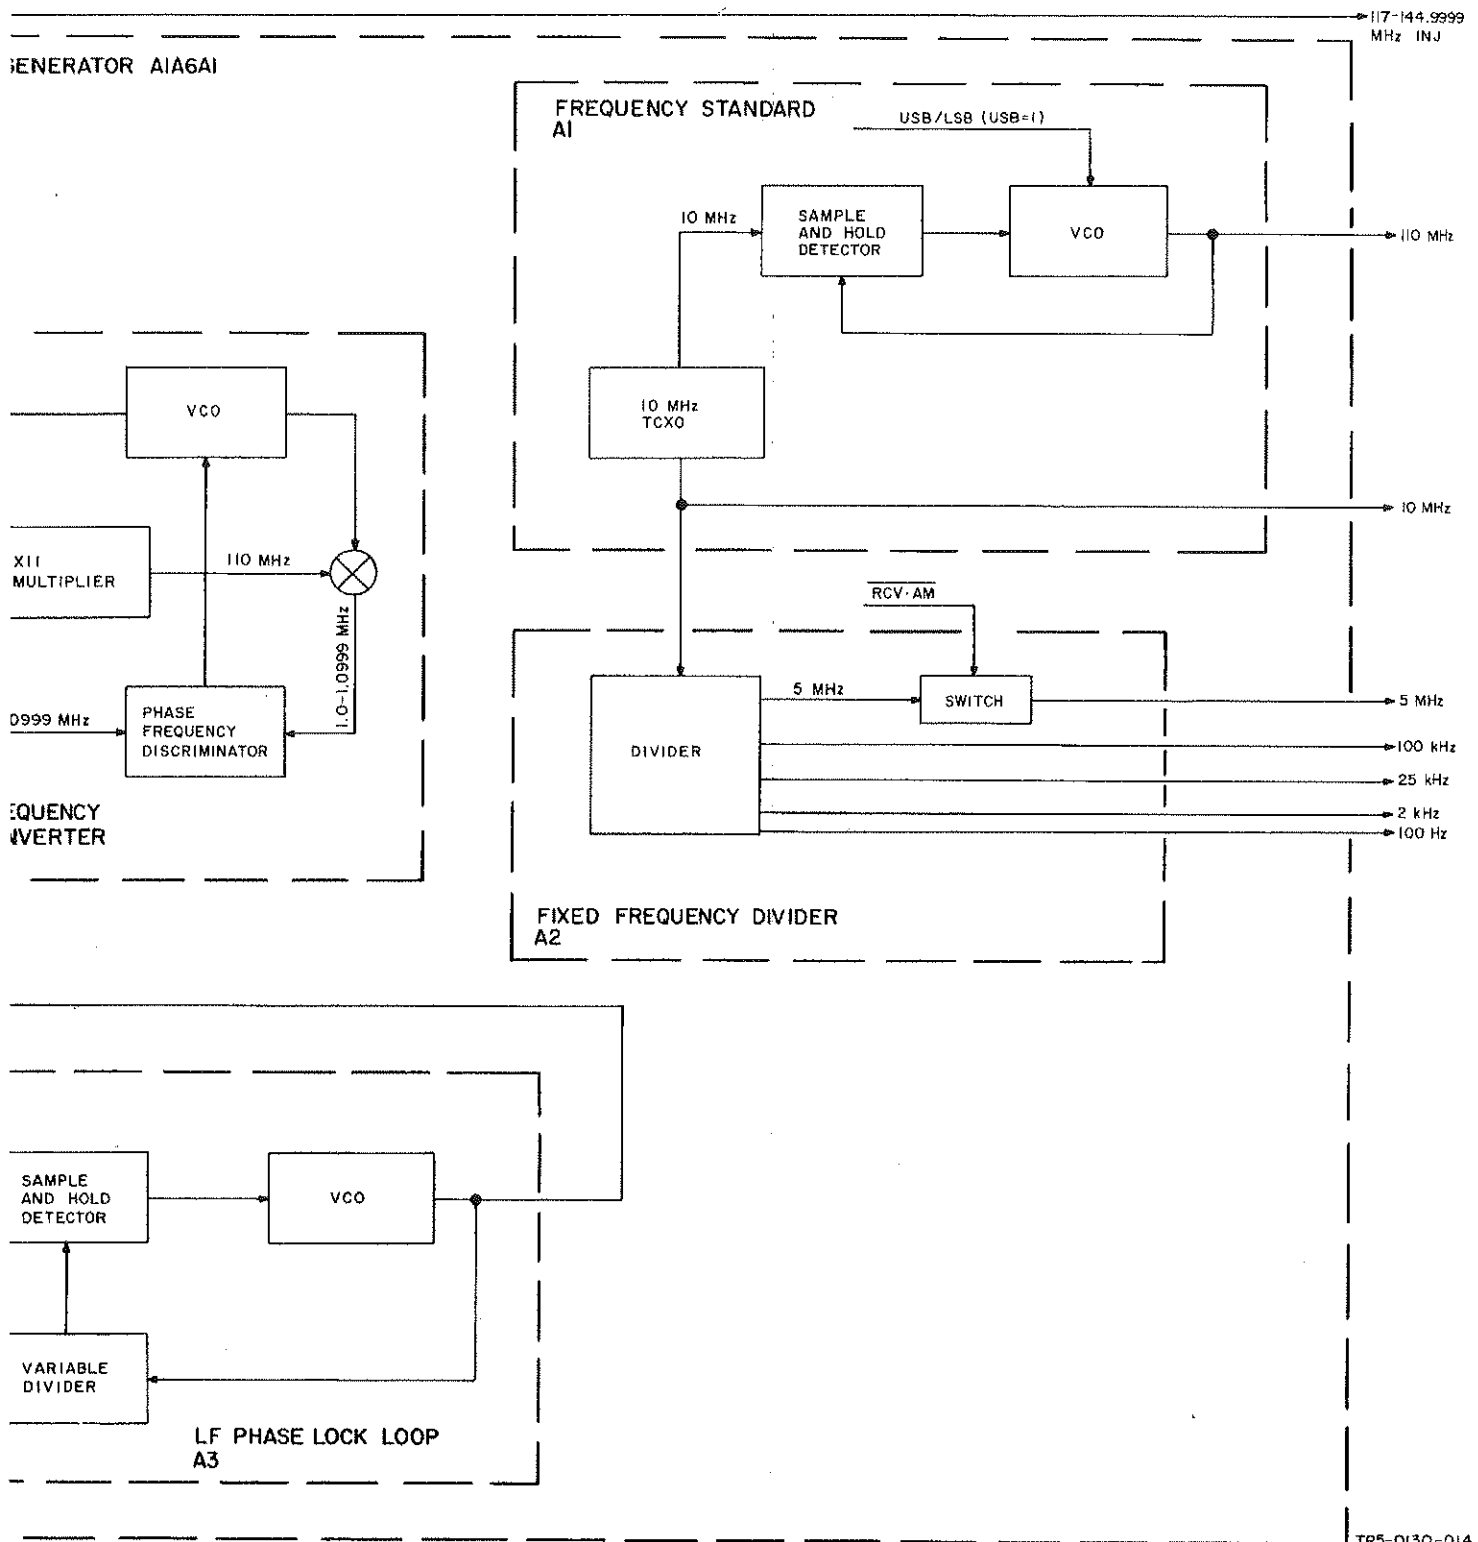 117-144.9999
MHz INJ
GENERATOR A1A6A1
FREQUENCY STANDARD
A1
USB/LSB (USB=1)
10 MHz
SAMPLE
AND HOLD
DETECTOR
VCO
110 MHz
VCO
10 MHz
TCXO
10 MHz
X11
MULTIPLIER
110 MHz
RCV·AM
1.0-1.0999 MHz
5 MHz
SWITCH
5 MHz
0999 MHz
PHASE
FREQUENCY
DISCRIMINATOR
DIVIDER
100 kHz
25 kHz
2 kHz
100 Hz
EQUENCY
NVERTER
FIXED FREQUENCY DIVIDER
A2
SAMPLE
AND HOLD
DETECTOR
VCO
VARIABLE
DIVIDER
LF PHASE LOCK LOOP
A3
TR5-0130-014